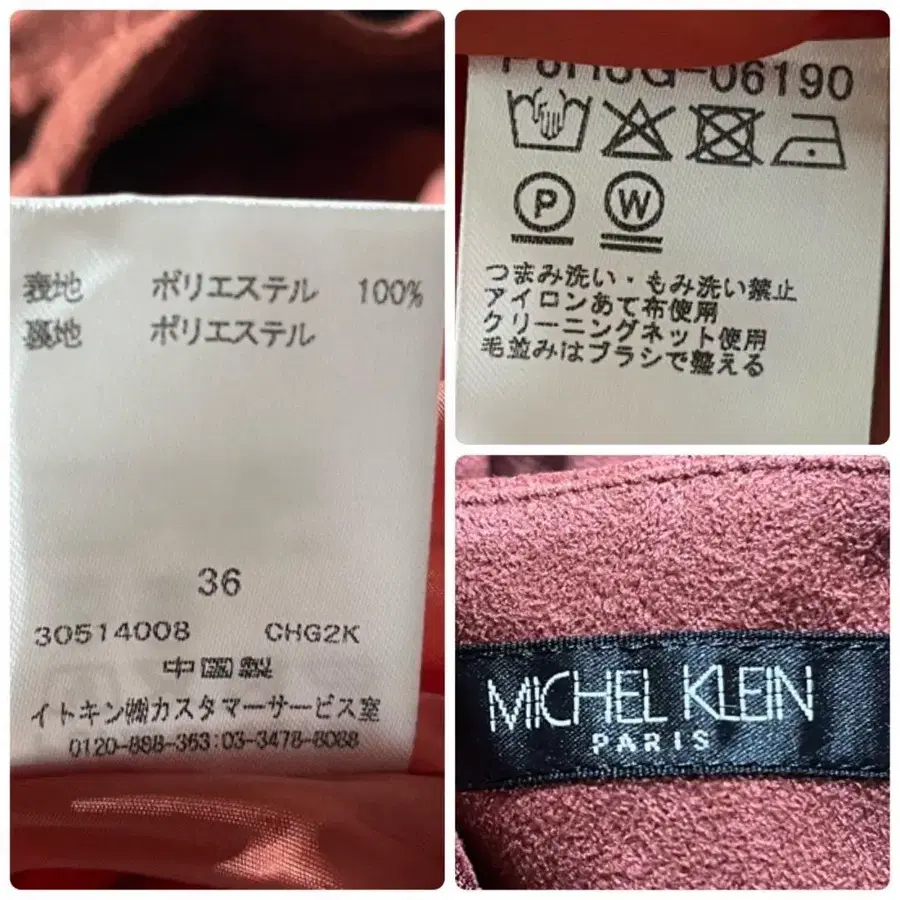 表地 ポリエステル 100%
裏地 ポリエステル
36
30514008 CHG2K
中国製
イトキン㈱カスタマーサービス室
0120-888-363:03-3478-8088
-06190
P
W
つまみ洗い・もみ洗い禁止
アイロンあて布使用
クリーニングネット使用
毛並みはブラシで整える
MICHEL KLEIN
PARIS